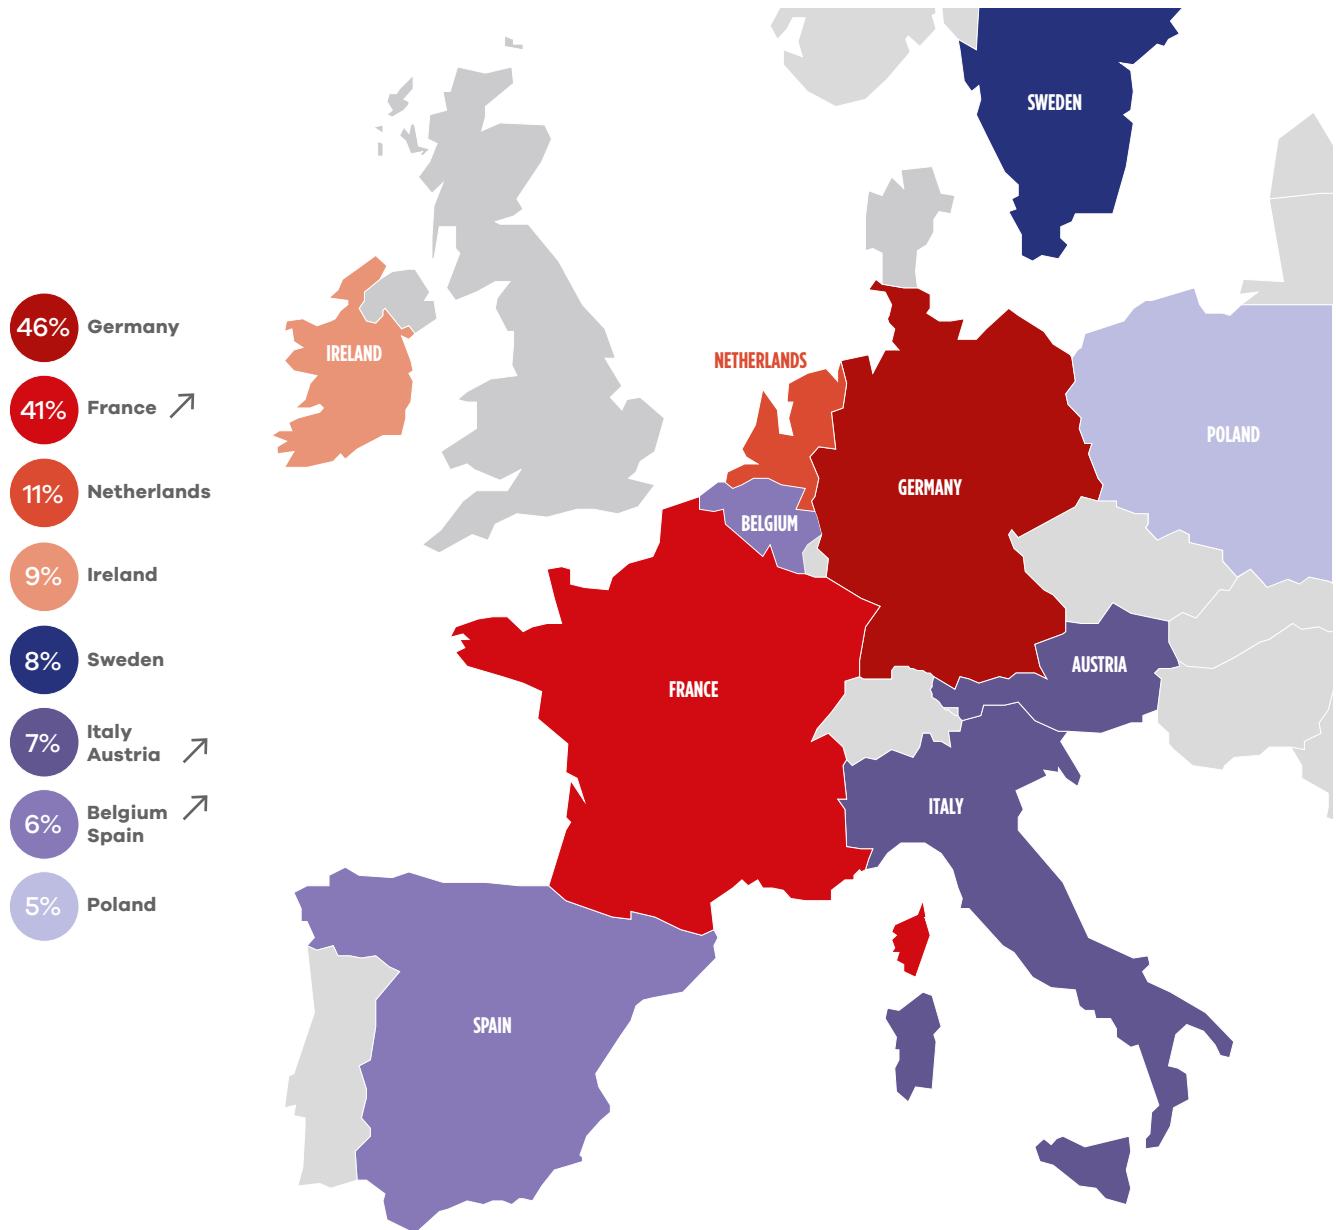 46% Germany
41% France
11% Netherlands
9% Ireland
8% Sweden
7% Italy
Austria
6% Belgium
Spain
5% Poland
SWEDEN
IRELAND
NETHERLANDS
POLAND
GERMANY
BELGIUM
AUSTRIA
FRANCE
ITALY
SPAIN